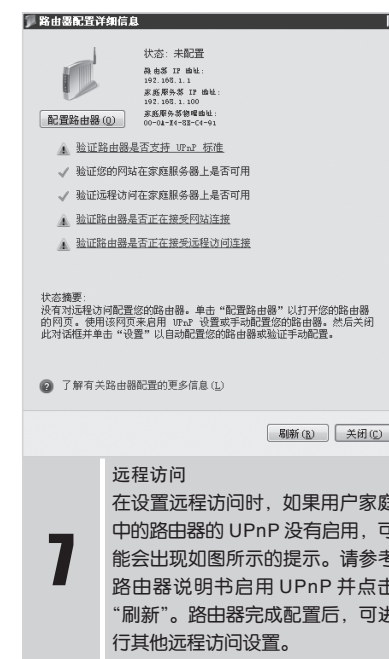 路由器配置详细信息
状态: 未配置
路由器 IP 地址:
192.168.1.1
家庭服务器 IP 地址:
192.168.1.100
家庭服务器物理地址:
配置路由器(O)
验证路由器是否支持 UPnP 标准
验证您的网站在家庭服务器上是否可用
验证远程访问在家庭服务器上是否可用
验证路由器是否正在接受网站连接
验证路由器是否正在接受远程访问连接
状态摘要:
没有对远程访问配置您的路由器。单击“配置路由器”以打开您的路由器
的网页。使用该网页来启用 UPnP 设置或手动配置您的路由器。然后关闭
此对话框并单击“设置”以自动配置您的路由器或验证手动配置。
了解有关路由器配置的更多信息(L)
刷新(R) 关闭(C)
7
远程访问
在设置远程访问时，如果用户家庭
中的路由器的 UPnP 没有启用，可
能会出现如图所示的提示。请参考
路由器说明书启用 UPnP 并点击
“刷新”。路由器完成配置后，可进
行其他远程访问设置。